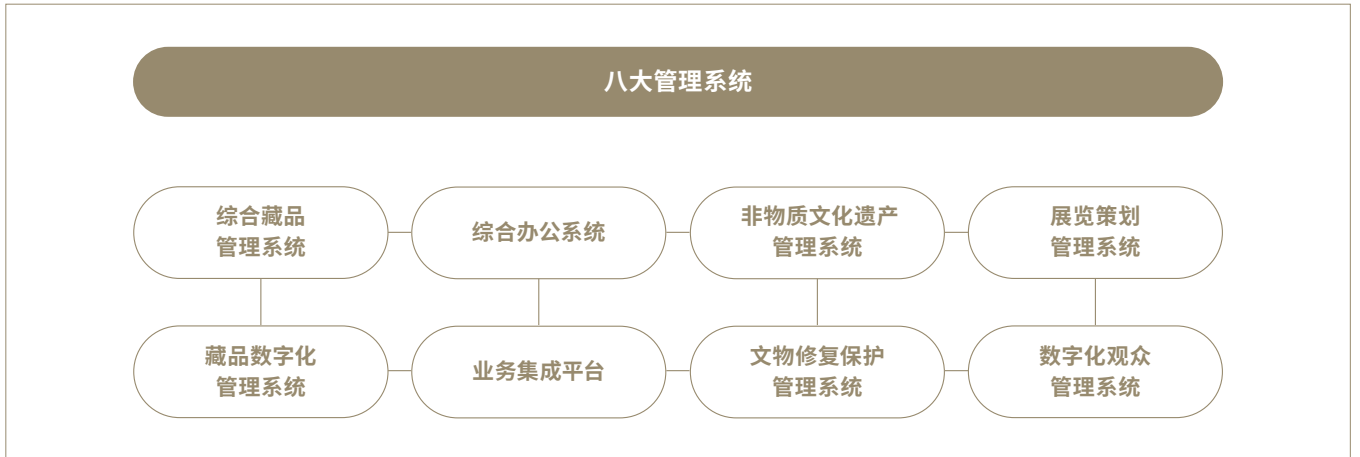 八大管理系统
综合藏品
管理系统
综合办公系统
非物质文化遗产
管理系统
展览策划
管理系统
藏品数字化
管理系统
业务集成平台
文物修复保护
管理系统
数字化观众
管理系统